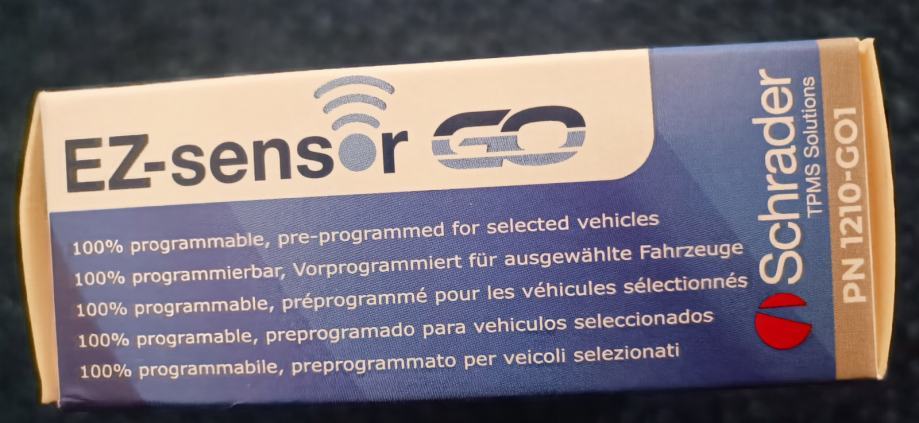 EZ-sensor GO
100% programmable, pre-programmed for selected vehicles
100% programmierbar, Vorprogrammiert für ausgewählte Fahrzeuge
100% programmable, préprogrammé pour les véhicules sélectionnés
100% programable, preprogramado para vehiculos seleccionados
100% programmabile, preprogrammato per veicoli selezionati
Schrader
TPMS Solutions
PN 1210-GO1